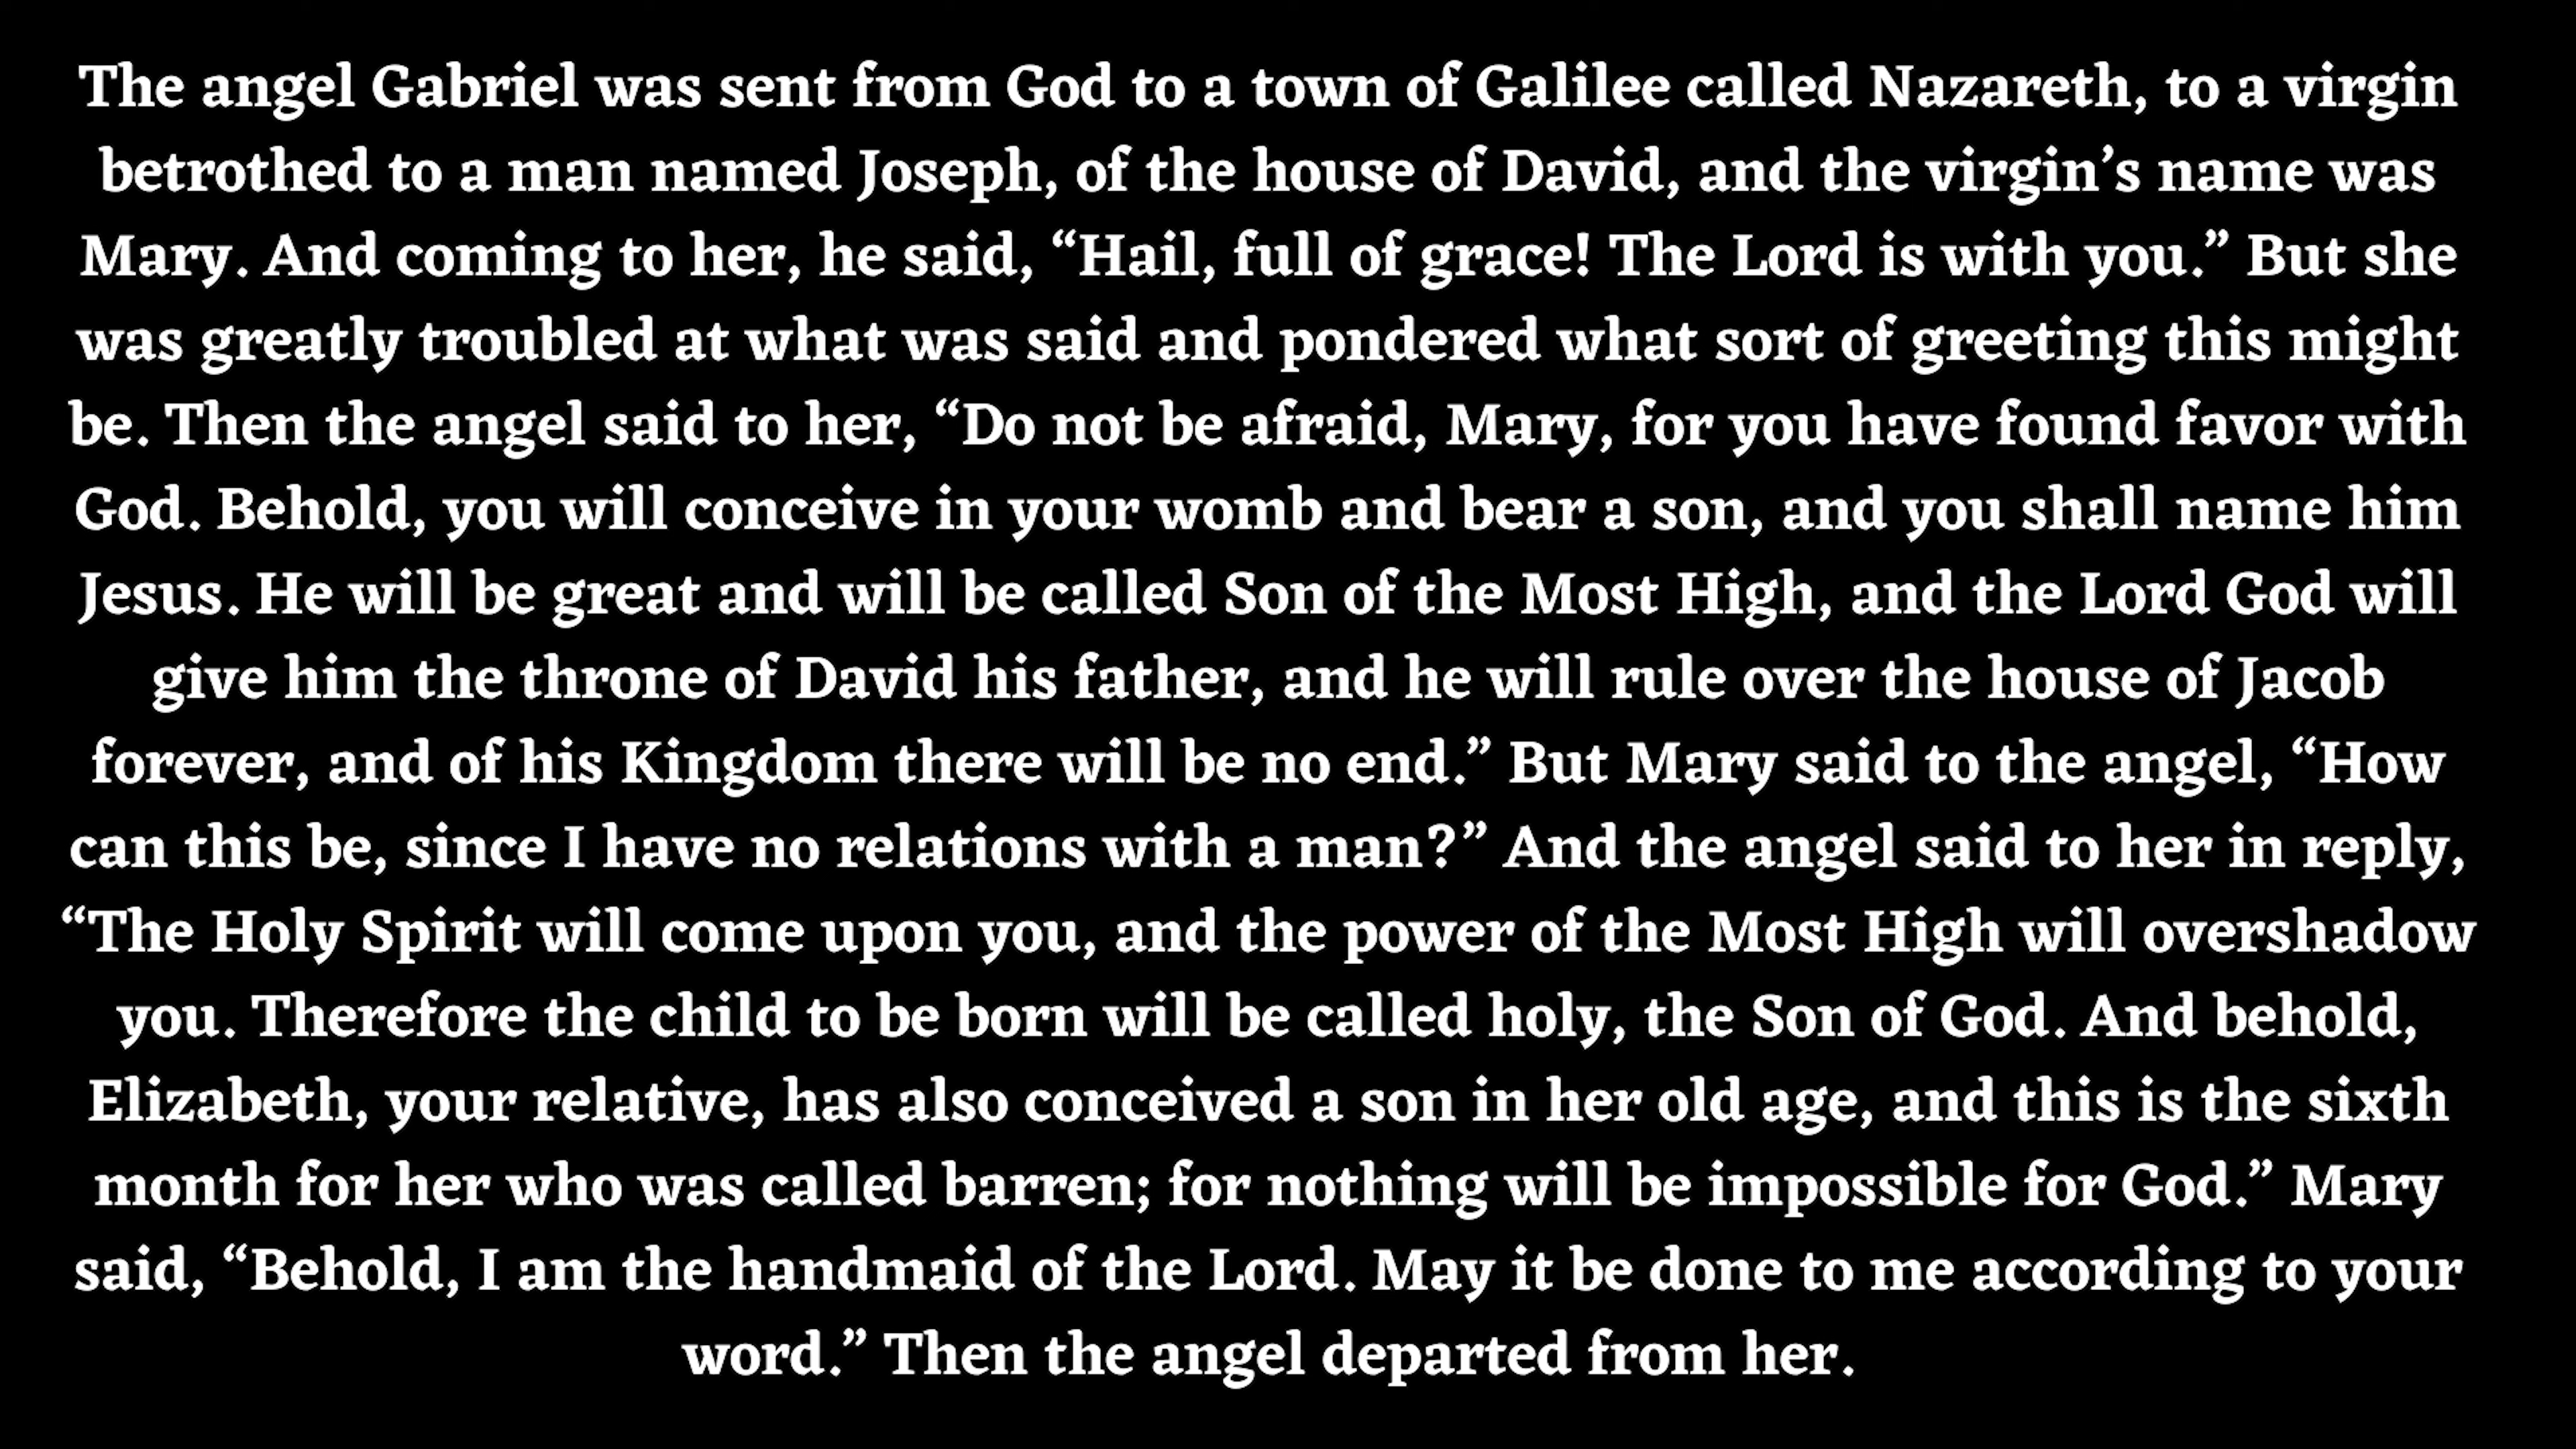 The angel Gabriel was sent from God to a town of Galilee called Nazareth, to a virgin
betrothed to a man named Joseph, of the house of David, and the virgin’s name was
Mary. And coming to her, he said, “Hail, full of grace! The Lord is with you.” But she
was greatly troubled at what was said and pondered what sort of greeting this might
be. Then the angel said to her, “Do not be afraid, Mary, for you have found favor with
God. Behold, you will conceive in your womb and bear a son, and you shall name him
Jesus. He will be great and will be called Son of the Most High, and the Lord God will
give him the throne of David his father, and he will rule over the house of Jacob
forever, and of his Kingdom there will be no end.” But Mary said to the angel, “How
can this be, since I have no relations with a man?” And the angel said to her in reply,
“The Holy Spirit will come upon you, and the power of the Most High will overshadow
you. Therefore the child to be born will be called holy, the Son of God. And behold,
Elizabeth, your relative, has also conceived a son in her old age, and this is the sixth
month for her who was called barren; for nothing will be impossible for God.” Mary
said, “Behold, I am the handmaid of the Lord. May it be done to me according to your
word.” Then the angel departed from her.